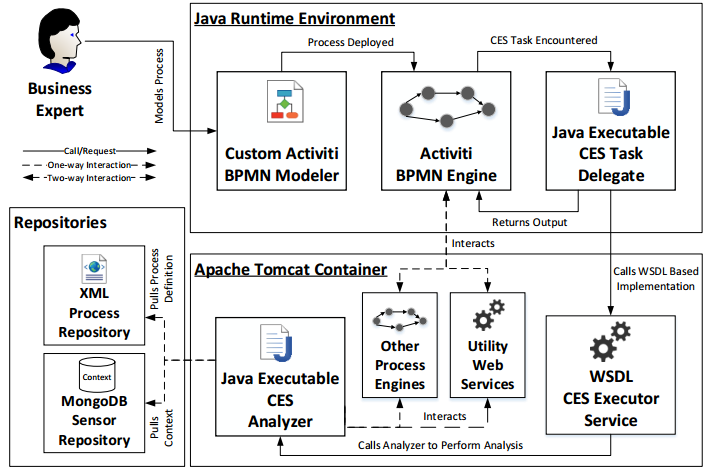 Java Runtime Environment
Business
Expert
Models Process
Process Deployed
CES Task Encountered
Custom Activiti
BPMN Modeler
Activiti
BPMN Engine
Java Executable
CES Task
Delegate
Returns Output
Call/Request
One-way Interaction
Two-way Interaction
Interacts
Calls WSDL Based
Implementation
Repositories
XML
Process
Repository
Pulls Process
Definition
Context
MongoDB
Sensor
Repository
Pulls
Context
Apache Tomcat Container
Java Executable
CES
Analyzer
Other
Process
Engines
Utility
Web
Services
Interacts
WSDL
CES Executor
Service
Calls Analyzer to Perform Analysis